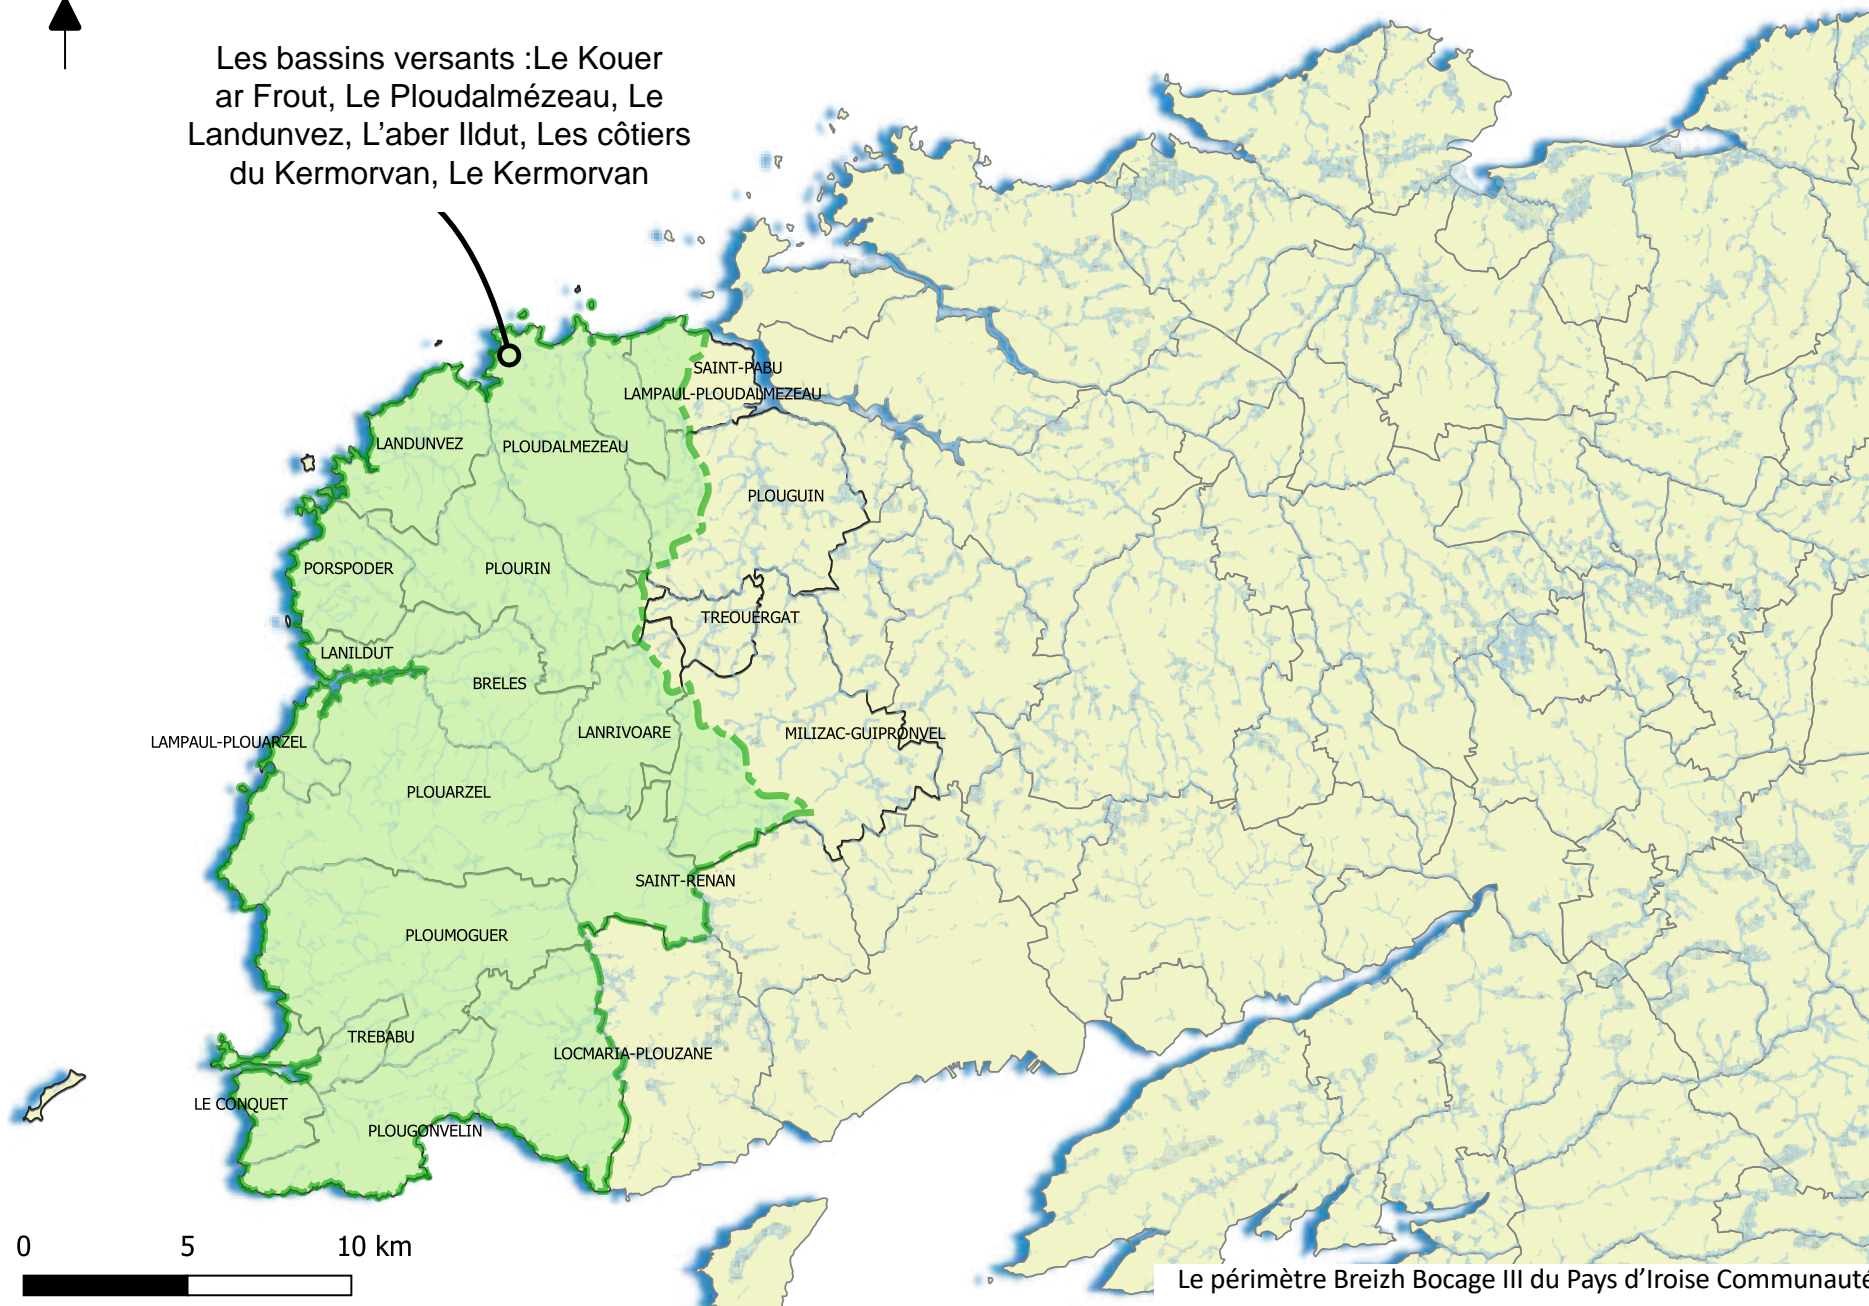 Les bassins versants :Le Kouer
ar Frout, Le Ploudalmézeau, Le
Landunvez, L'aber Ildut, Les côtiers
du Kermorvan, Le Kermorvan
SAINT-PABU
LAMPAUL-PLOUDALMEZEAU
LANDUNVEZ
PLOUDALMEZEAU
PLOUGUIN
PORSPODER
PLOURIN
TREOUERGAT
LANILDUT
BRELES
LANRIVOARE
MILIZAC-GUIPRONVEL
LAMPAUL-PLOUARZEL
PLOUARZEL
SAINT-RENAN
PLOUMOGUER
TREBABU
LOCMARIA-PLOUZANE
LE CONQUET
PLOUGONVELIN
0 5 10 km
Le périmètre Breizh Bocage III du Pays d'Iroise Communauté